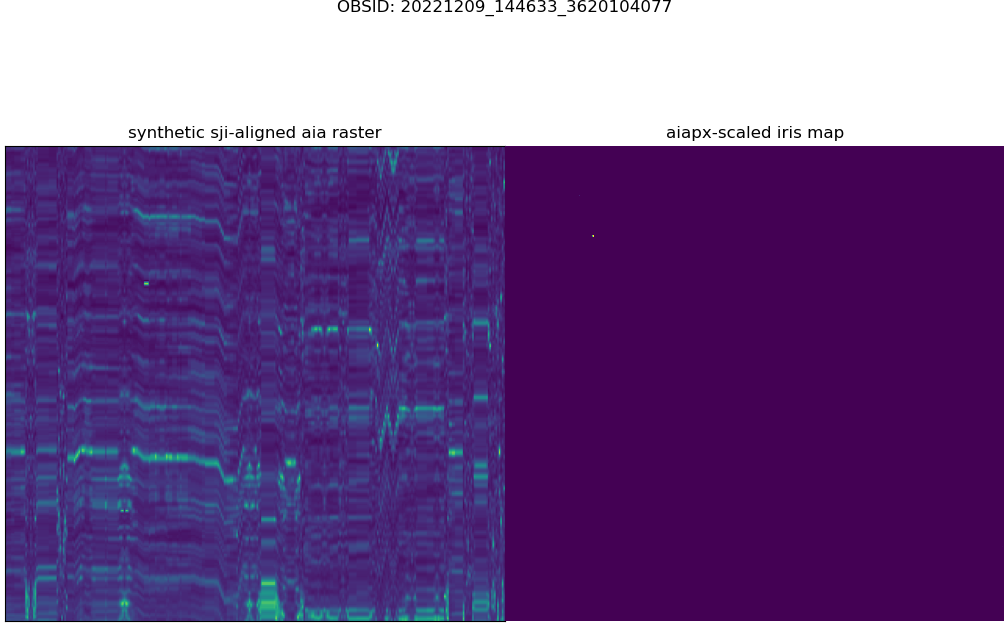 OBSID: 20221209_144633_3620104077
synthetic sji-aligned aia raster
aiapx-scaled iris map